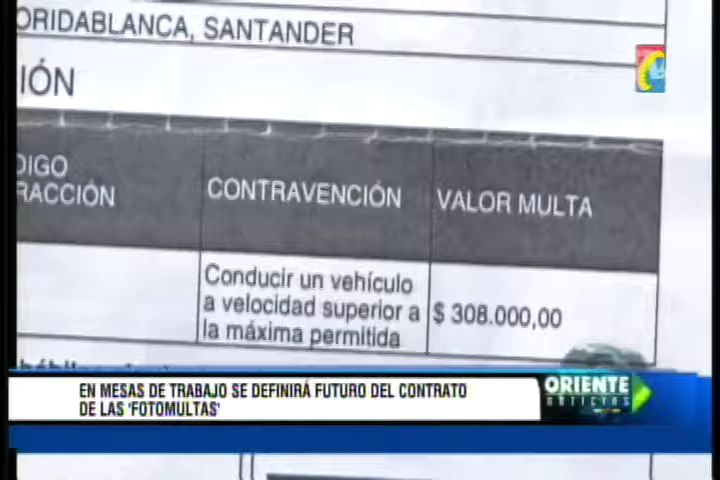 ORIDABLANCA, SANTANDER
IÓN
DIGO
RACCIÓN
CONTRAVENCIÓN
VALOR MULTA
Conducir un vehículo
a velocidad superior a
la máxima permitida
$ 308.000,00
EN MESAS DE TRABAJO SE DEFINIRÁ FUTURO DEL CONTRATO
DE LAS 'FOTOMULTAS'
ORIENTE
NOTICIAS